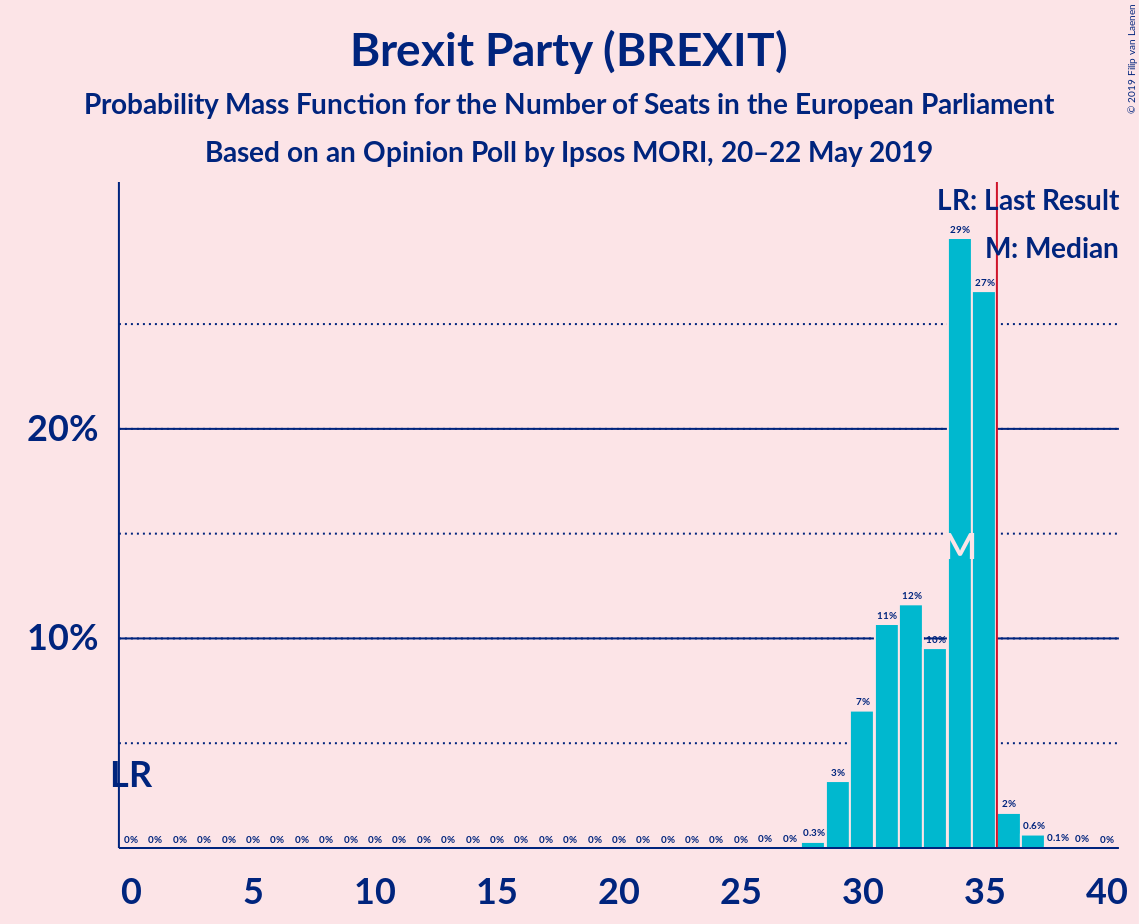 Brexit Party (BREXIT)
Probability Mass Function for the Number of Seats in the European Parliament
Based on an Opinion Poll by Ipsos MORI, 20–22 May 2019
© 2019 Filip van Laenen
LR: Last Result
M: Median
29%
27%
20%
M
12%
11%
10%
10%
7%
LR
3%
2%
0.6%
0.3%
0.1%
0% 0% 0% 0% 0% 0% 0% 0% 0% 0% 0% 0% 0% 0% 0% 0% 0% 0% 0% 0% 0% 0% 0% 0% 0% 0% 0% 0% 0% 0%
0 5 10 15 20 25 30 35 40